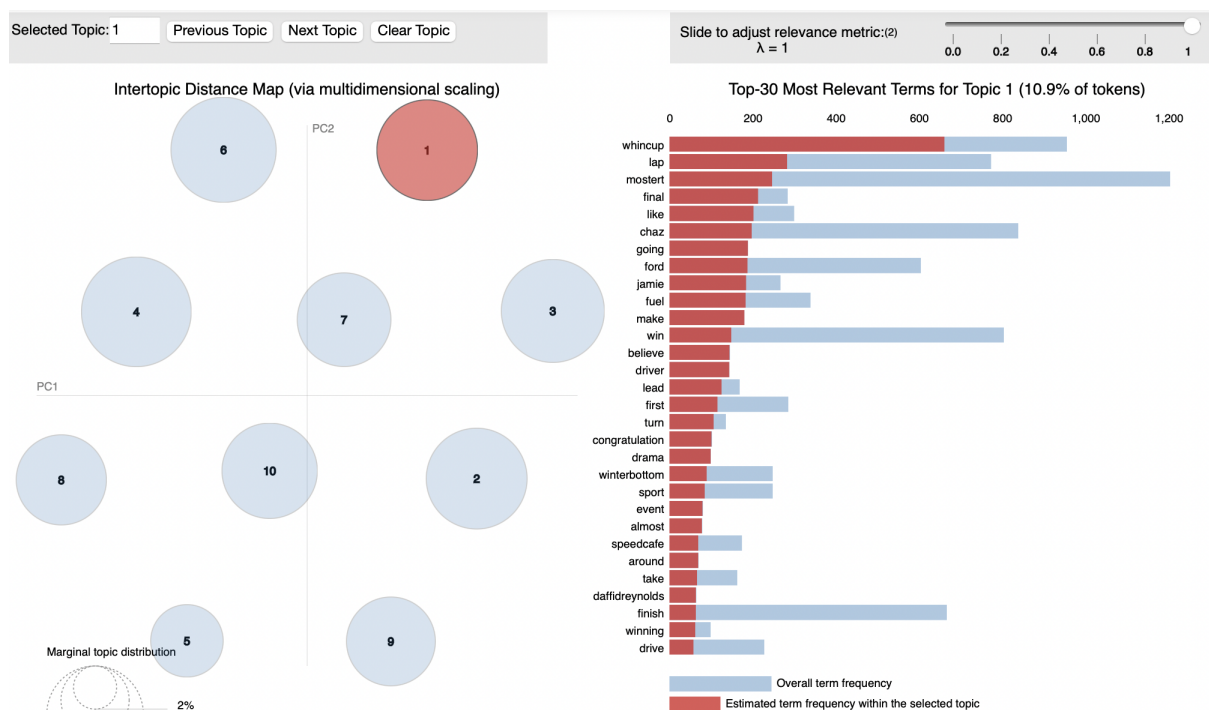 Selected Topic: 1 Previous Topic Next Topic Clear Topic
Slide to adjust relevance metric:(2)
λ = 1
0.0 0.2 0.4 0.6 0.8 1
Intertopic Distance Map (via multidimensional scaling)
PC2
6
1
4
7
3
PC1
8
10
2
5
9
Marginal topic distribution
2%
Top-30 Most Relevant Terms for Topic 1 (10.9% of tokens)
0 200 400 600 800 1,000 1,200
whincup
lap
mostert
final
like
chaz
going
ford
jamie
fuel
make
win
believe
driver
lead
first
turn
congratulation
drama
winterbottom
sport
event
almost
speedcafe
around
take
daffidreynolds
finish
winning
drive
Overall term frequency
Estimated term frequency within the selected topic